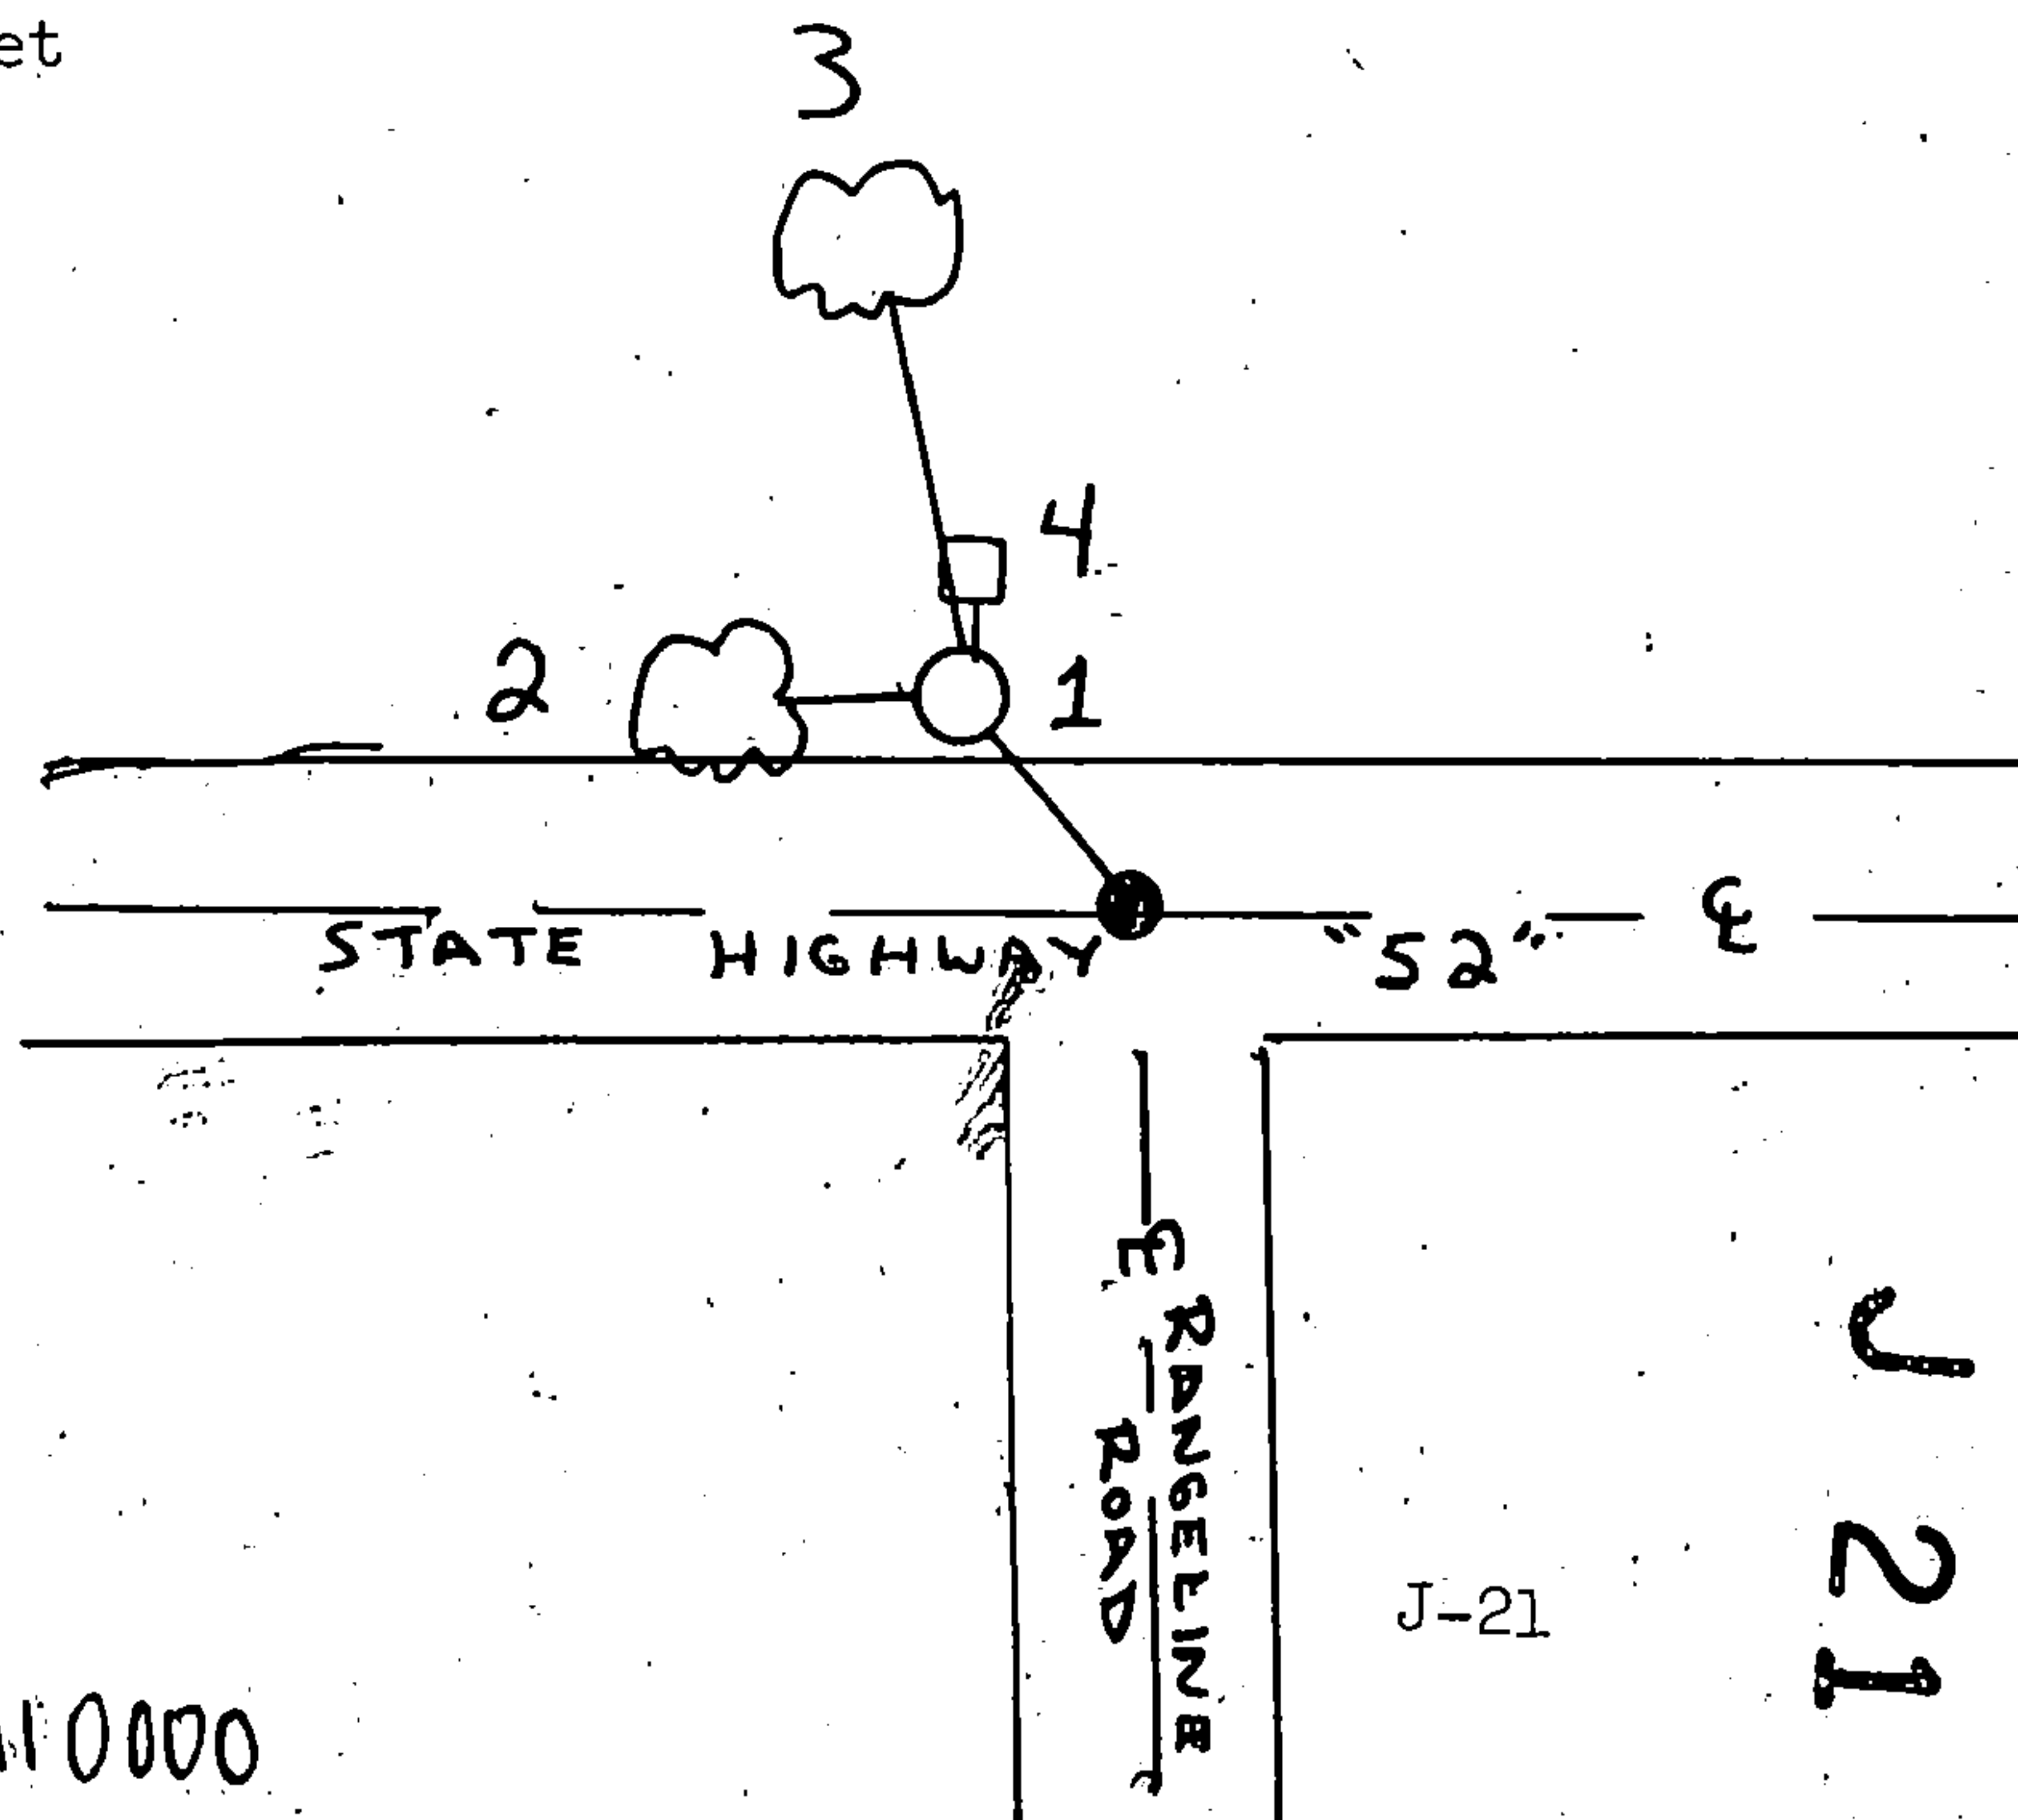 et
3
4
2
1
STATE HIGHWAY "52" ℄
℄
RANGELINE
ROAD
J-21
J 21
10000